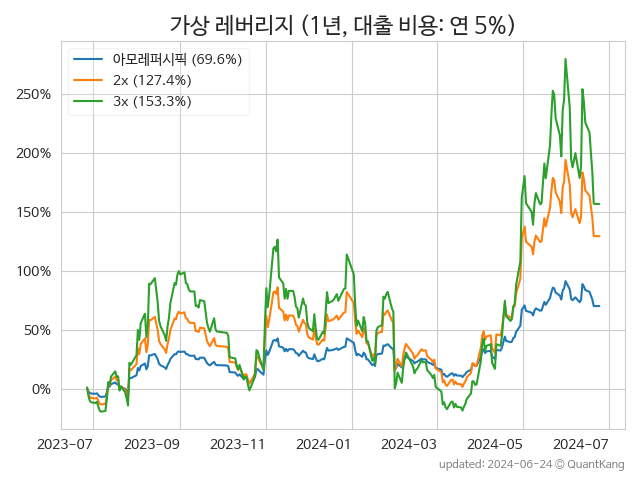 가상 레버리지 (1년, 대출 비용: 연 5%)
아모레퍼시픽 (69.6%)
2x (127.4%)
3x (153.3%)
250%
200%
150%
100%
50%
0%
2023-07 2023-09 2023-11 2024-01 2024-03 2024-05 2024-07
updated: 2024-06-24 © QuantKang